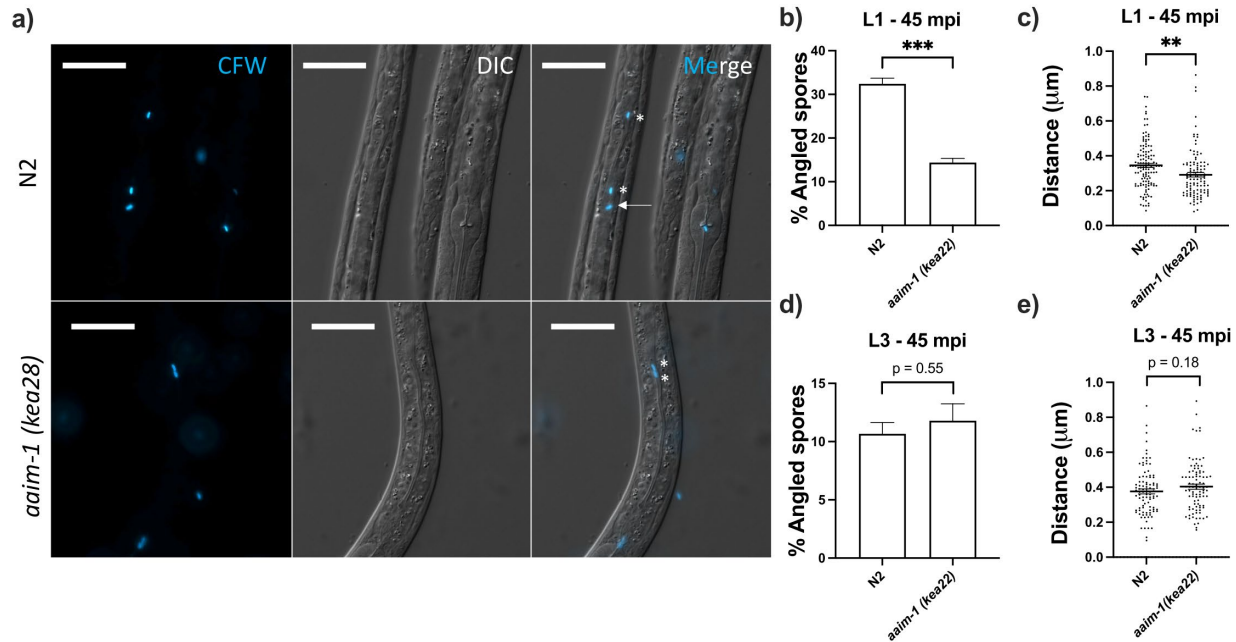 a)
CFW
DIC
Merge
N2
*
*
aaim-1 (kea28)
*
*
b)
L1 - 45 mpi
***
% Angled spores
40
30
20
10
0
N2
aaim-1 (kea22)
c)
L1 - 45 mpi
**
Distance (μm)
1.0
0.8
0.6
0.4
0.2
0.0
N2
aaim-1 (kea22)
d)
L3 - 45 mpi
p = 0.55
% Angled spores
15
10
5
0
N2
aaim-1 (kea22)
e)
L3 - 45 mpi
p = 0.18
Distance (μm)
1.0
0.8
0.6
0.4
0.2
0.0
N2
aaim-1(kea22)